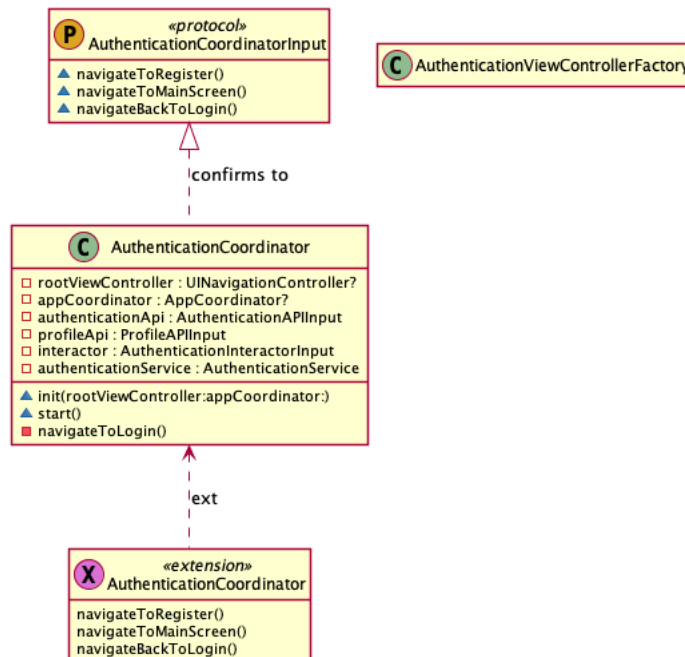 P «protocol»
AuthenticationCoordinatorInput
navigateToRegister()
navigateToMainScreen()
navigateBackToLogin()
C AuthenticationViewControllerFactory
confirms to
C AuthenticationCoordinator
rootViewController : UINavigationController?
appCoordinator : AppCoordinator?
authenticationApi : AuthenticationAPIInput
profileApi : ProfileAPIInput
interactor : AuthenticationInteractorInput
authenticationService : AuthenticationService
init(rootViewController:appCoordinator:)
start()
navigateToLogin()
ext
X «extension»
AuthenticationCoordinator
navigateToRegister()
navigateToMainScreen()
navigateBackToLogin()